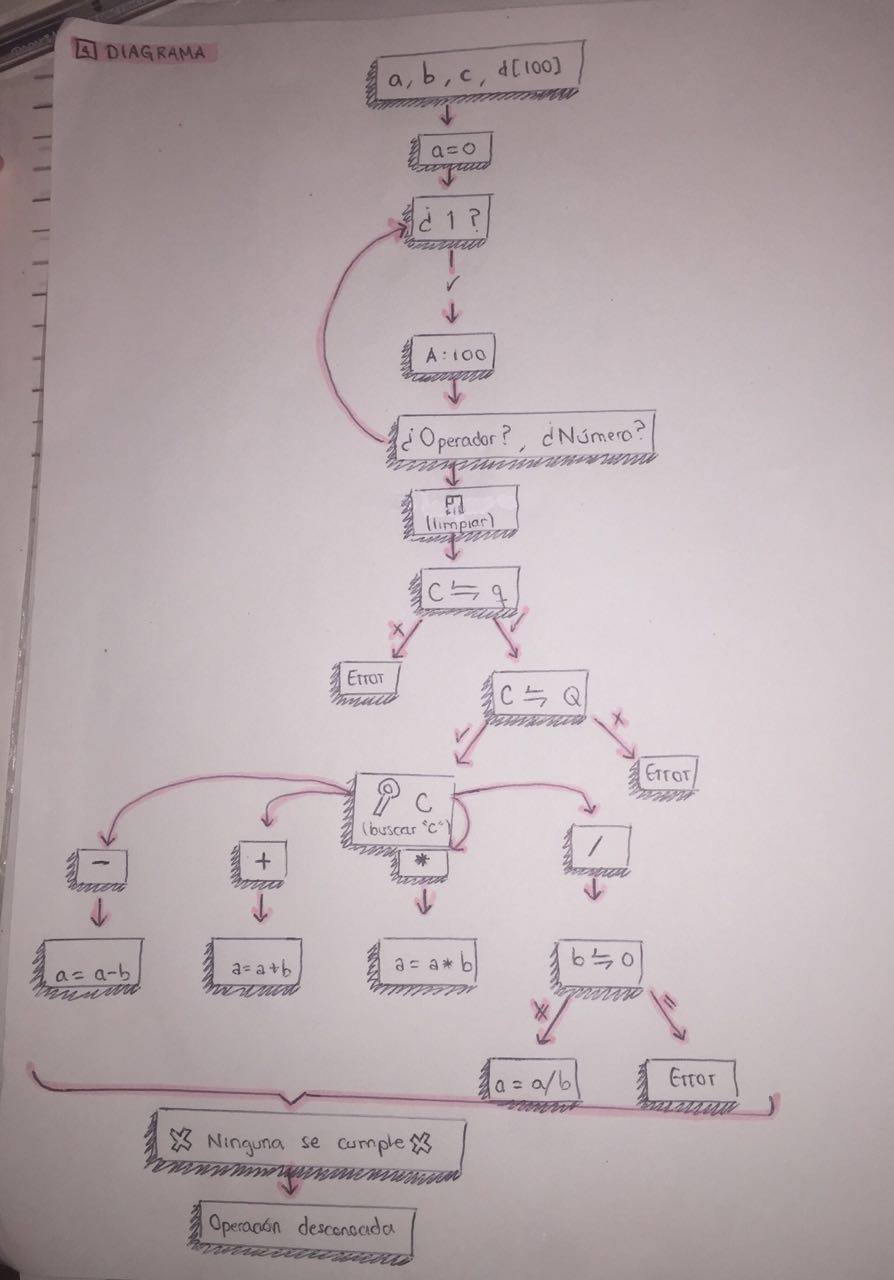 4 DIAGRAMA
a, b, c, d[100]
a=0
¿ 1 ?
✓
A:100
¿Operador?, ¿Número?
(limpiar)
C ⇆ q
x ✓
Error
C ⇆ Q
✓ x
Error
C
(buscar "C")
- + * /
a= a-b
a=a+b
a= a*b
b ⇆ 0
x =
a = a/b
Error
X Ninguna se cumple X
Operación desconocida